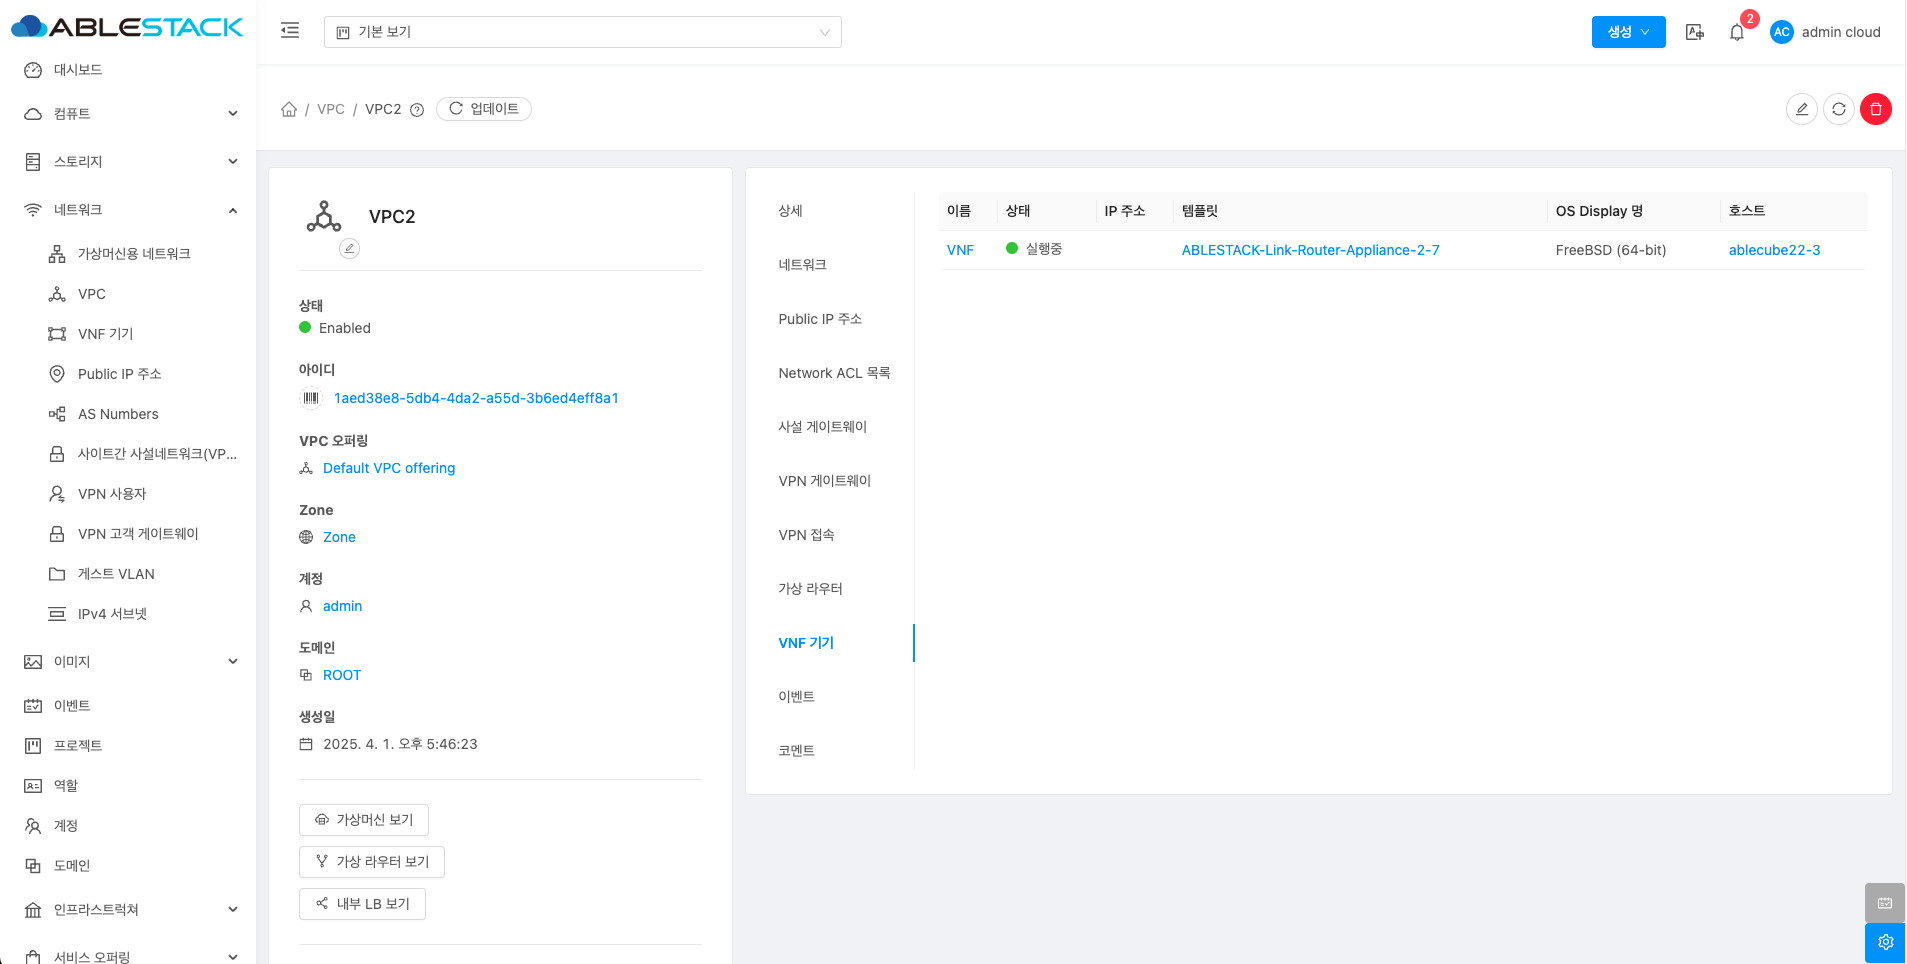 ABLESTACK
기본 보기
생성
2
AC
admin cloud
대시보드
컴퓨트
스토리지
네트워크
가상머신용 네트워크
VPC
VNF 기기
Public IP 주소
AS Numbers
사이트간 사설네트워크(VP...
VPN 사용자
VPN 고객 게이트웨이
게스트 VLAN
IPv4 서브넷
이미지
이벤트
프로젝트
역할
계정
도메인
인프라스트럭쳐
서비스 오퍼링
/ VPC / VPC2
업데이트
VPC2
상태
Enabled
아이디
1aed38e8-5db4-4da2-a55d-3b6ed4eff8a1
VPC 오퍼링
Default VPC offering
Zone
Zone
계정
admin
도메인
ROOT
생성일
2025. 4. 1. 오후 5:46:23
가상머신 보기
가상 라우터 보기
내부 LB 보기
상세
네트워크
Public IP 주소
Network ACL 목록
사설 게이트웨이
VPN 게이트웨이
VPN 접속
가상 라우터
VNF 기기
이벤트
코멘트
이름 상태 IP 주소 템플릿 OS Display 명 호스트
VNF 실행중 ABLESTACK-Link-Router-Appliance-2-7 FreeBSD (64-bit) ablecube22-3